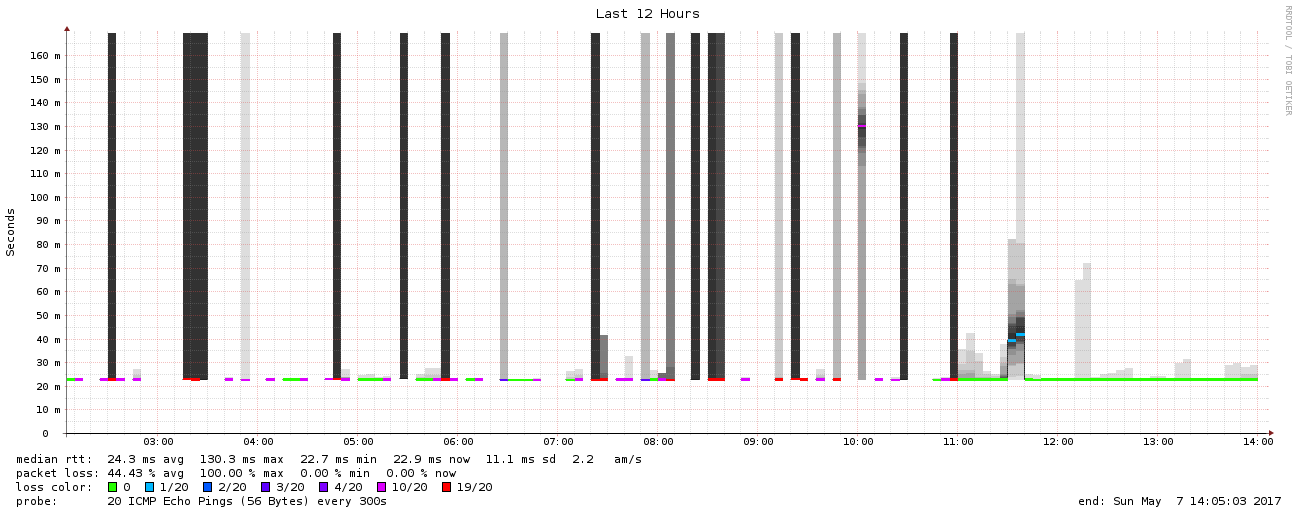 Last 12 Hours
RRDTOOL / TOBI OETIKER
Seconds
160 m
150 m
140 m
130 m
120 m
110 m
100 m
90 m
80 m
70 m
60 m
50 m
40 m
30 m
20 m
10 m
0
03:00 04:00 05:00 06:00 07:00 08:00 09:00 10:00 11:00 12:00 13:00 14:00
median rtt: 24.3 ms avg 130.3 ms max 22.7 ms min 22.9 ms now 11.1 ms sd 2.2 am/s
packet loss: 44.43 % avg 100.00 % max 0.00 % min 0.00 % now
loss color: 0 1/20 2/20 3/20 4/20 10/20 19/20
probe: 20 ICMP Echo Pings (56 Bytes) every 300s end: Sun May 7 14:05:03 2017